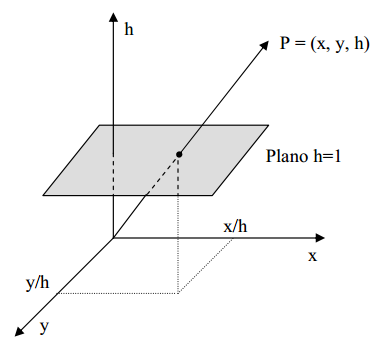 h
P = (x, y, h)
Plano h=1
x/h
x
y/h
y